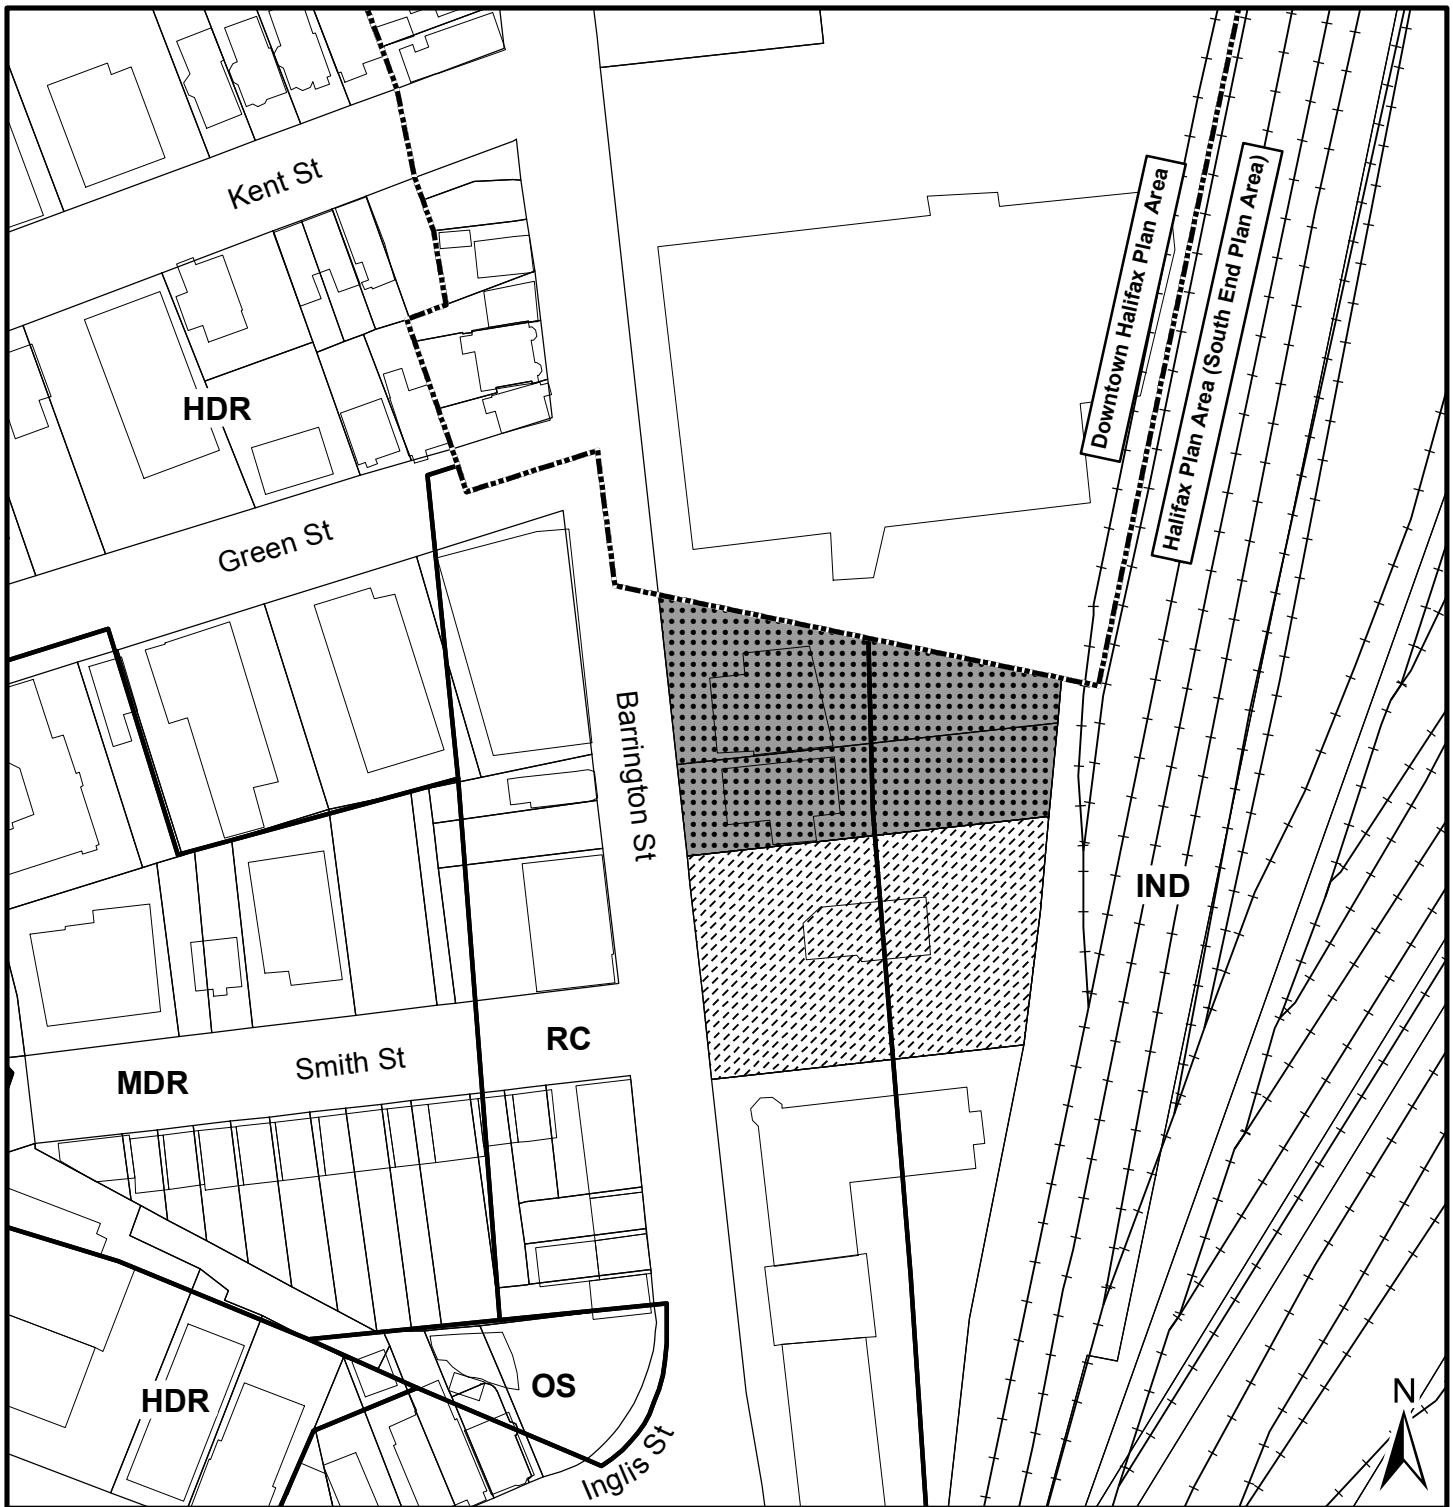 Kent St
Downtown Halifax Plan Area
Halifax Plan Area (South End Plan Area)
HDR
Green St
Barrington St
IND
RC
Smith St
MDR
OS
HDR
N
Inglis St